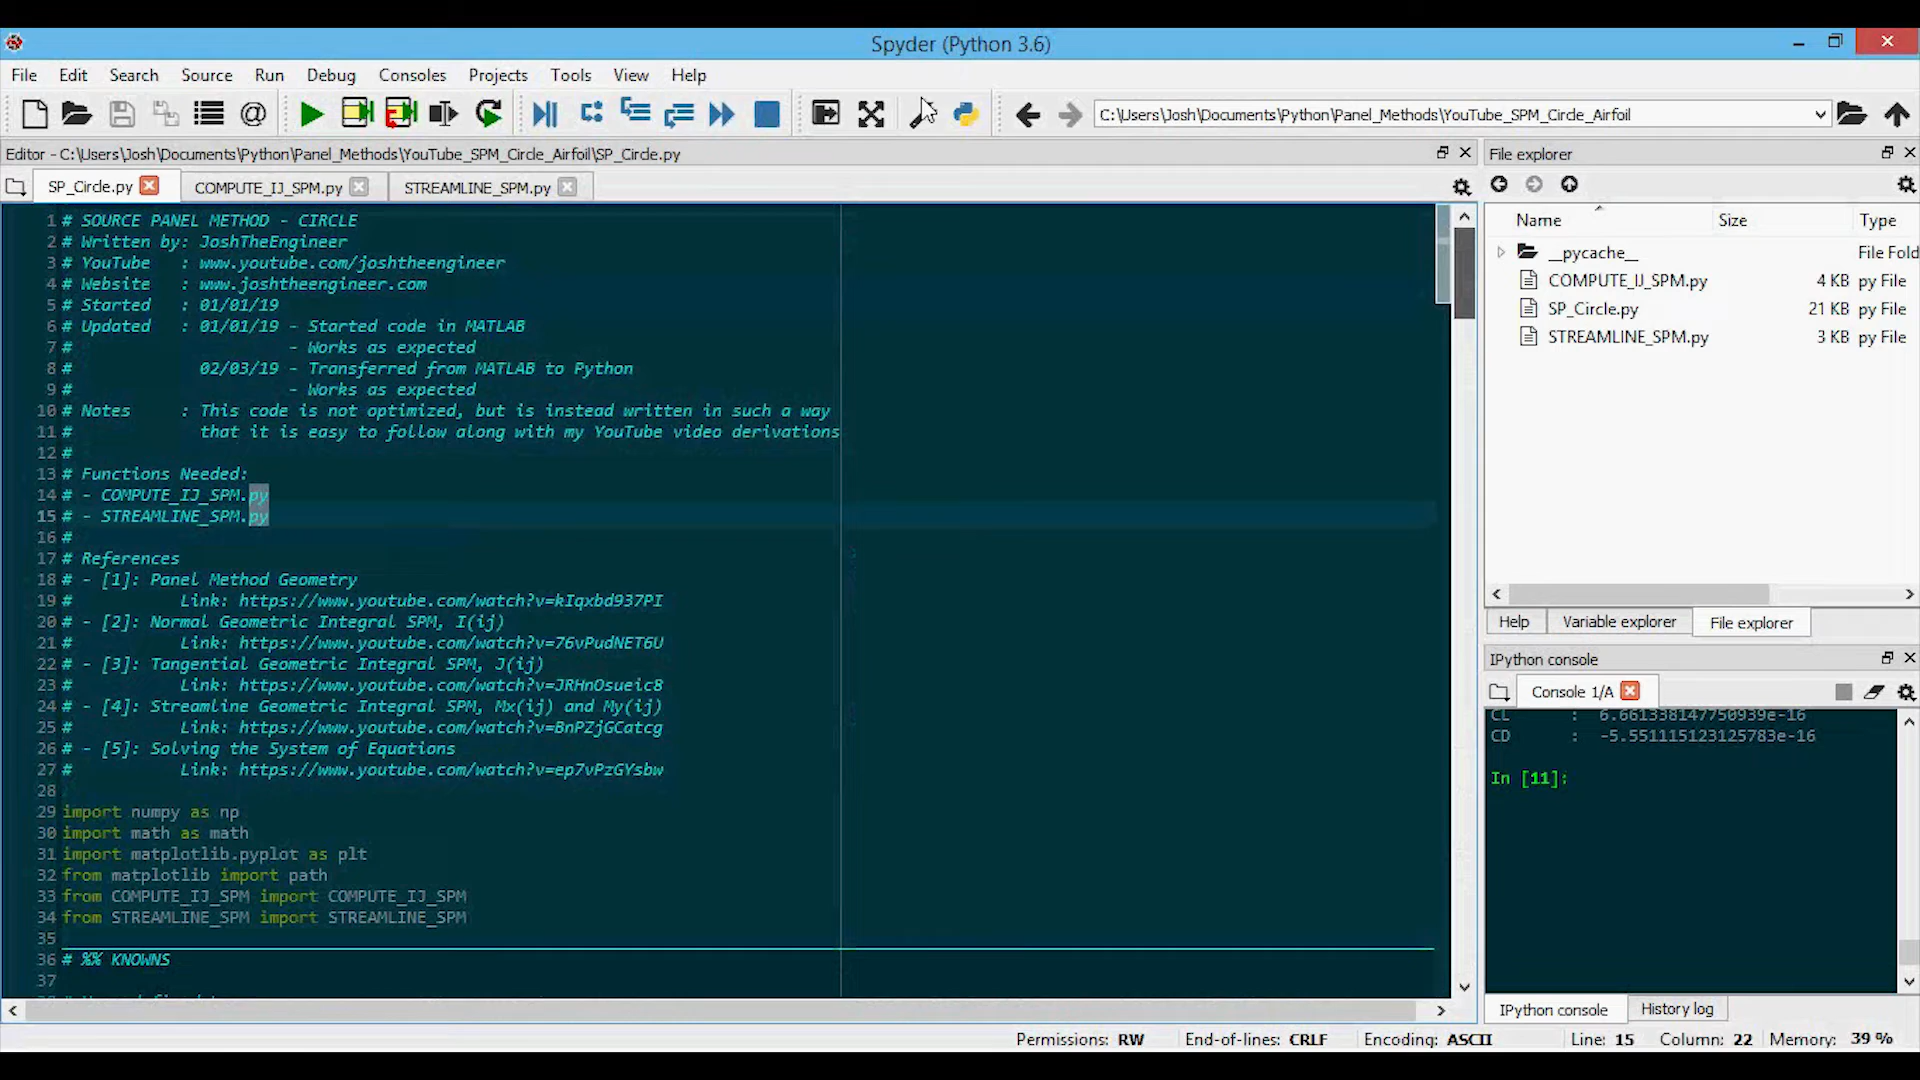 Spyder (Python 3.6)
File Edit Search Source Run Debug Consoles Projects Tools View Help
C:\Users\Josh\Documents\Python\Panel_Methods\YouTube_SPM_Circle_Airfoil
Editor - C:\Users\Josh\Documents\Python\Panel_Methods\YouTube_SPM_Circle_Airfoil\SP_Circle.py
SP_Circle.py COMPUTE_IJ_SPM.py STREAMLINE_SPM.py
1 # SOURCE PANEL METHOD - CIRCLE
2 # Written by: JoshTheEngineer
3 # YouTube : www.youtube.com/joshtheengineer
4 # Website : www.joshtheengineer.com
5 # Started : 01/01/19
6 # Updated : 01/01/19 - Started code in MATLAB
7 # - Works as expected
8 # 02/03/19 - Transferred from MATLAB to Python
9 # - Works as expected
10 # Notes : This code is not optimized, but is instead written in such a way
11 # that it is easy to follow along with my YouTube video derivations
12 #
13 # Functions Needed:
14 # - COMPUTE_IJ_SPM.py
15 # - STREAMLINE_SPM.py
16 #
17 # References
18 # - [1]: Panel Method Geometry
19 # Link: https://www.youtube.com/watch?v=kIqxbd937PI
20 # - [2]: Normal Geometric Integral SPM, I(ij)
21 # Link: https://www.youtube.com/watch?v=76vPudNET6U
22 # - [3]: Tangential Geometric Integral SPM, J(ij)
23 # Link: https://www.youtube.com/watch?v=JRHnOsueic8
24 # - [4]: Streamline Geometric Integral SPM, Mx(ij) and My(ij)
25 # Link: https://www.youtube.com/watch?v=BnPZjGCatcg
26 # - [5]: Solving the System of Equations
27 # Link: https://www.youtube.com/watch?v=ep7vPzGYsbw
28
29 import numpy as np
30 import math as math
31 import matplotlib.pyplot as plt
32 from matplotlib import path
33 from COMPUTE_IJ_SPM import COMPUTE_IJ_SPM
34 from STREAMLINE_SPM import STREAMLINE_SPM
35
36 # %% KNOWNS
37
File explorer
Name Size Type
__pycache__ File Fold
COMPUTE_IJ_SPM.py 4 KB py File
SP_Circle.py 21 KB py File
STREAMLINE_SPM.py 3 KB py File
Help Variable explorer File explorer
IPython console
Console 1/A
CL : 6.661338147750939e-16
CD : -5.551115123125783e-16
In [11]:
IPython console History log
Permissions: RW End-of-lines: CRLF Encoding: ASCII Line: 15 Column: 22 Memory: 39 %